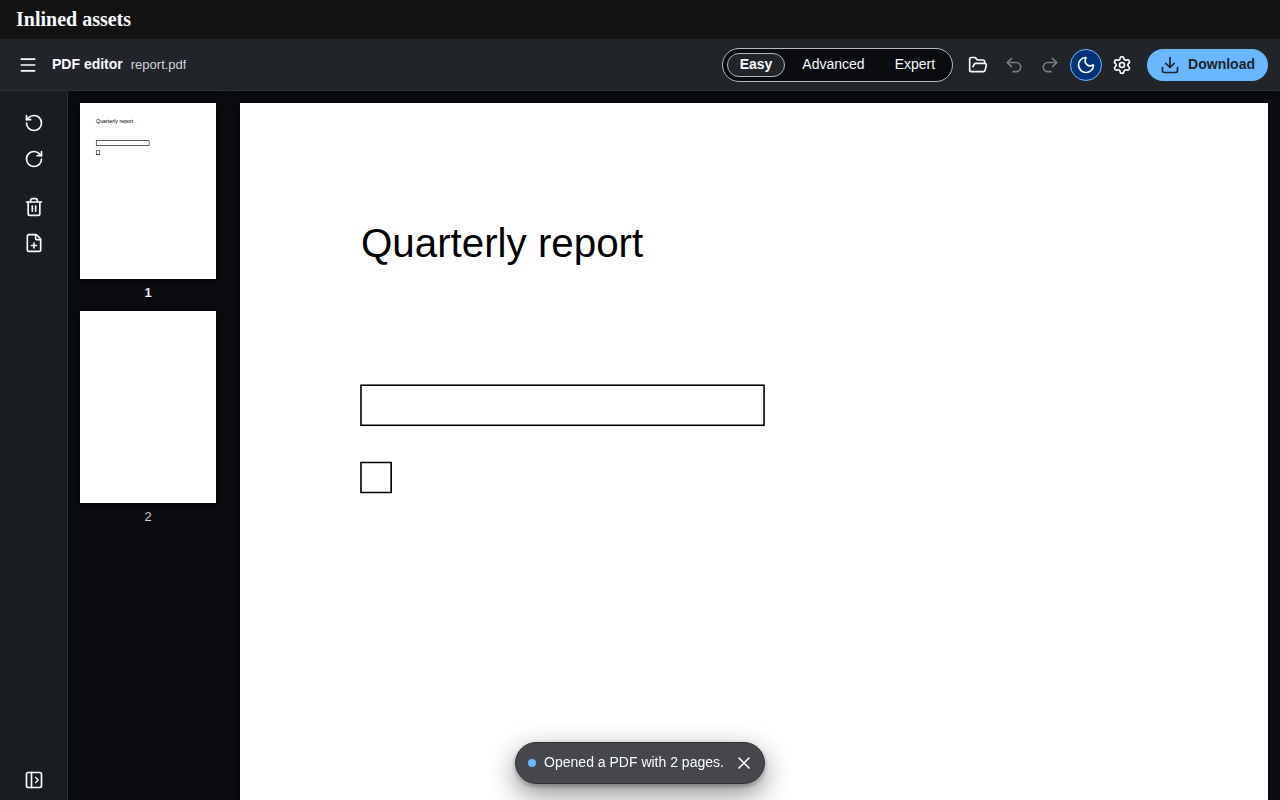 Inlined assets
PDF editor report.pdf
Easy Advanced Expert
Download
Quarterly report
1
2
Quarterly report
Opened a PDF with 2 pages.